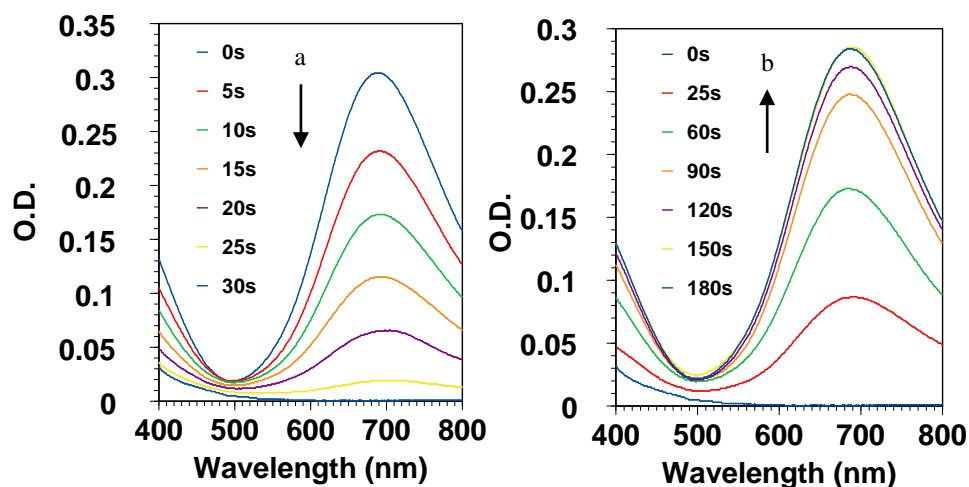 0.35
0.3
0.25
0.2
0.15
0.1
0.05
0
O.D.
a
0s
5s
10s
15s
20s
25s
30s
400 500 600 700 800
Wavelength (nm)
0.3
0.25
0.2
0.15
0.1
0.05
0
O.D.
b
0s
25s
60s
90s
120s
150s
180s
400 500 600 700 800
Wavelength (nm)